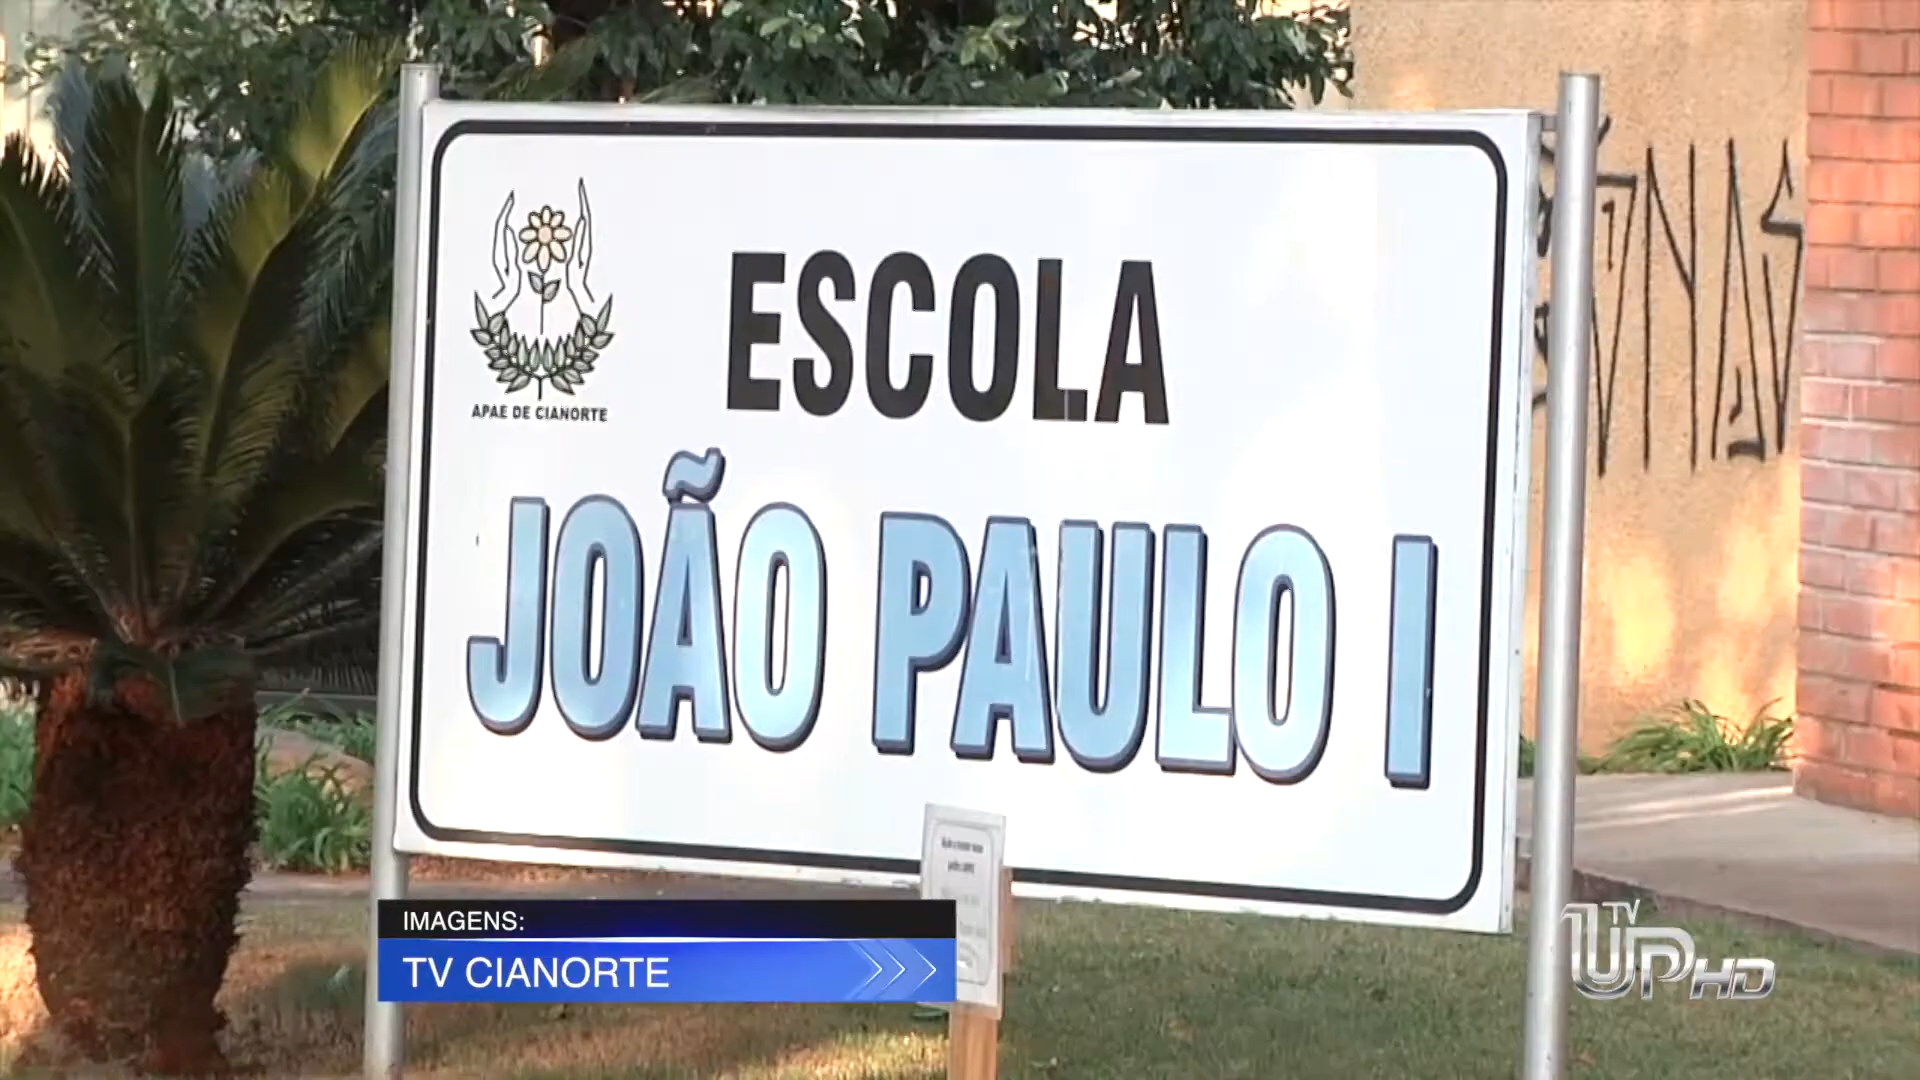 APAE DE CIANORTE
ESCOLA
JOÃO PAULO I
IMAGENS:
TV CIANORTE
TV
UP HD